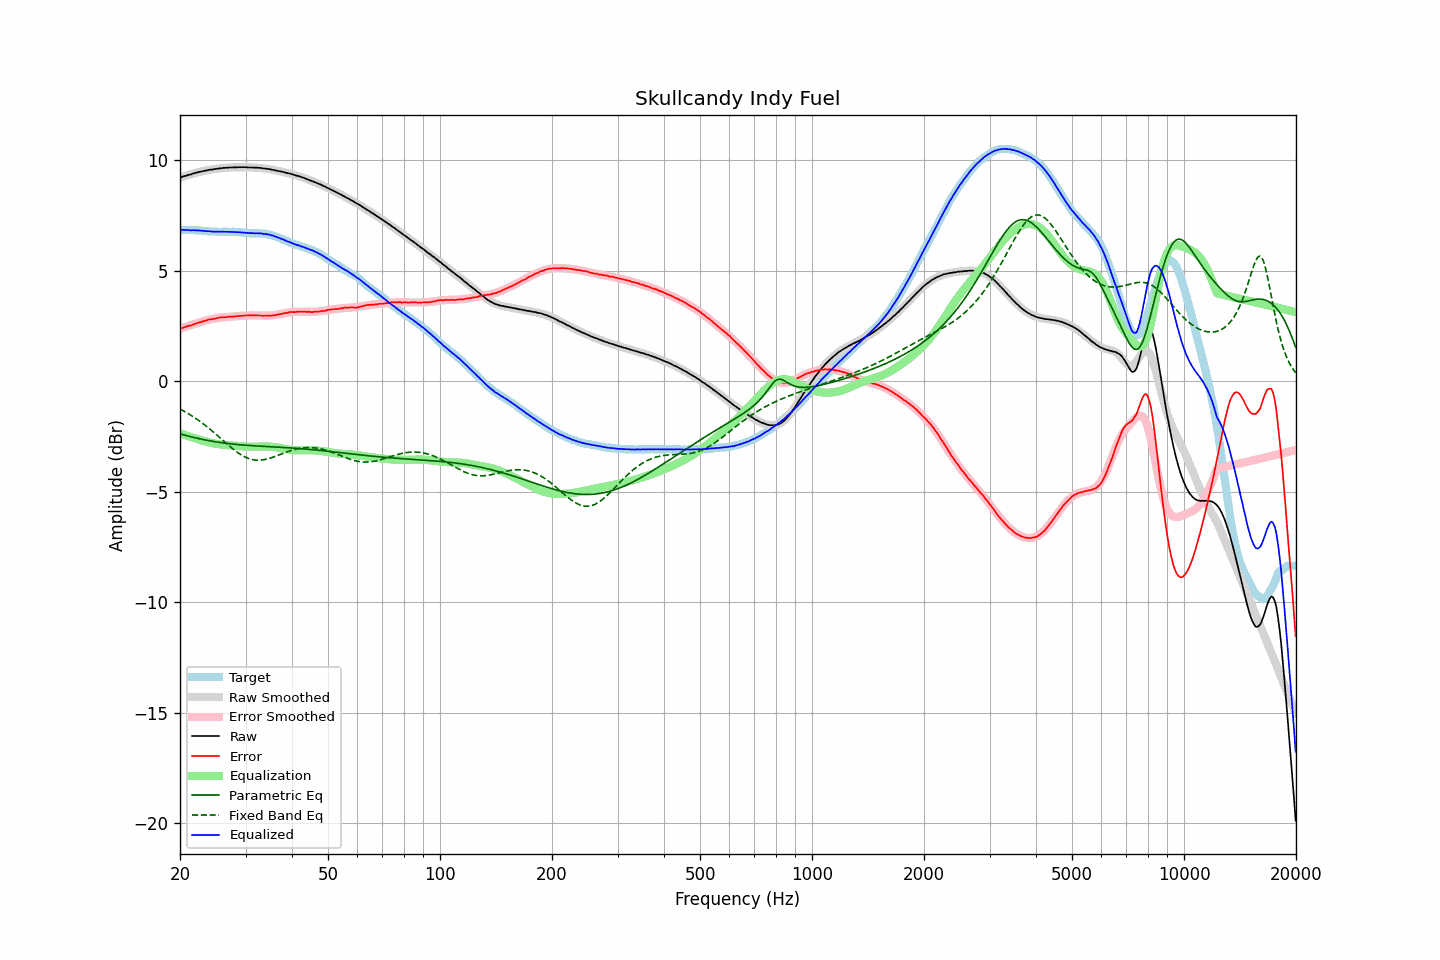 Skullcandy Indy Fuel
Amplitude (dBr)
10
5
0
−5
−10
−15
−20
Target
Raw Smoothed
Error Smoothed
Raw
Error
Equalization
Parametric Eq
Fixed Band Eq
Equalized
20 50 100 200 500 1000 2000 5000 10000 20000
Frequency (Hz)